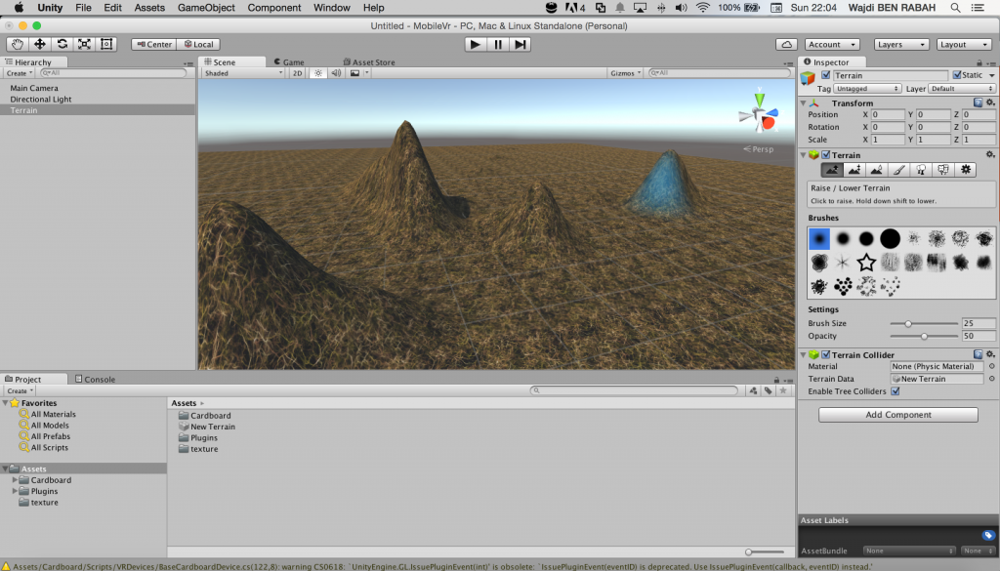 Unity File Edit Assets GameObject Component Window Help 4 100% Sun 22:04 Wajdi BEN RABAH
Untitled - MobileVr - PC, Mac & Linux Standalone (Personal)
Center Local Account Layers Layout
Hierarchy
Create All
Main Camera
Directional Light
Terrain
Scene Game Asset Store
Shaded 2D Gizmos All
Persp
Inspector
Terrain Static
Tag Untagged Layer Default
Transform
Position X 0 Y 0 Z 0
Rotation X 0 Y 0 Z 0
Scale X 1 Y 1 Z 1
Terrain
Raise / Lower Terrain
Click to raise. Hold down shift to lower.
Brushes
Settings
Brush Size 25
Opacity 50
Terrain Collider
Material None (Physic Material)
Terrain Data New Terrain
Enable Tree Colliders
Add Component
Project Console
Create
Favorites
All Materials
All Models
All Prefabs
All Scripts
Assets
Cardboard
Plugins
texture
Assets
Cardboard
New Terrain
Plugins
texture
Asset Labels
AssetBundle None None
Assets/Cardboard/Scripts/VRDevices/BaseCardboardDevice.cs(122,8): warning CS0618: `UnityEngine.GL.IssuePluginEvent(int)' is obsolete: `IssuePluginEvent(eventID) is deprecated. Use IssuePluginEvent(callback, eventID) instead.'